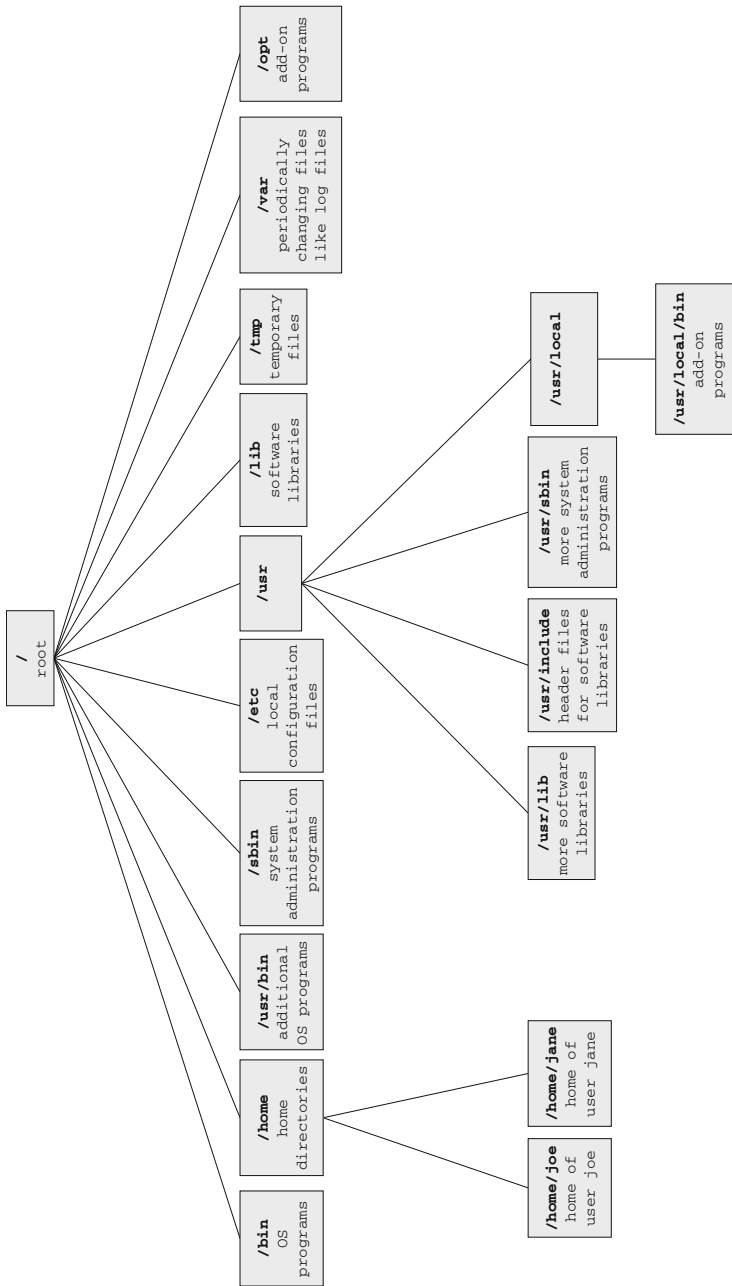 /
root
/bin
OS
programs
/home
home
directories
/usr/bin
additional
OS programs
/sbin
system
administration
programs
/etc
local
configuration
files
/usr
/lib
software
libraries
/tmp
temporary
files
/var
periodically
changing files
like log files
/opt
add-on
programs
/home/joe
home of
user joe
/home/jane
home of
user jane
/usr/lib
more software
libraries
/usr/include
header files
for software
libraries
/usr/sbin
more system
administration
programs
/usr/local
/usr/local/bin
add-on
programs